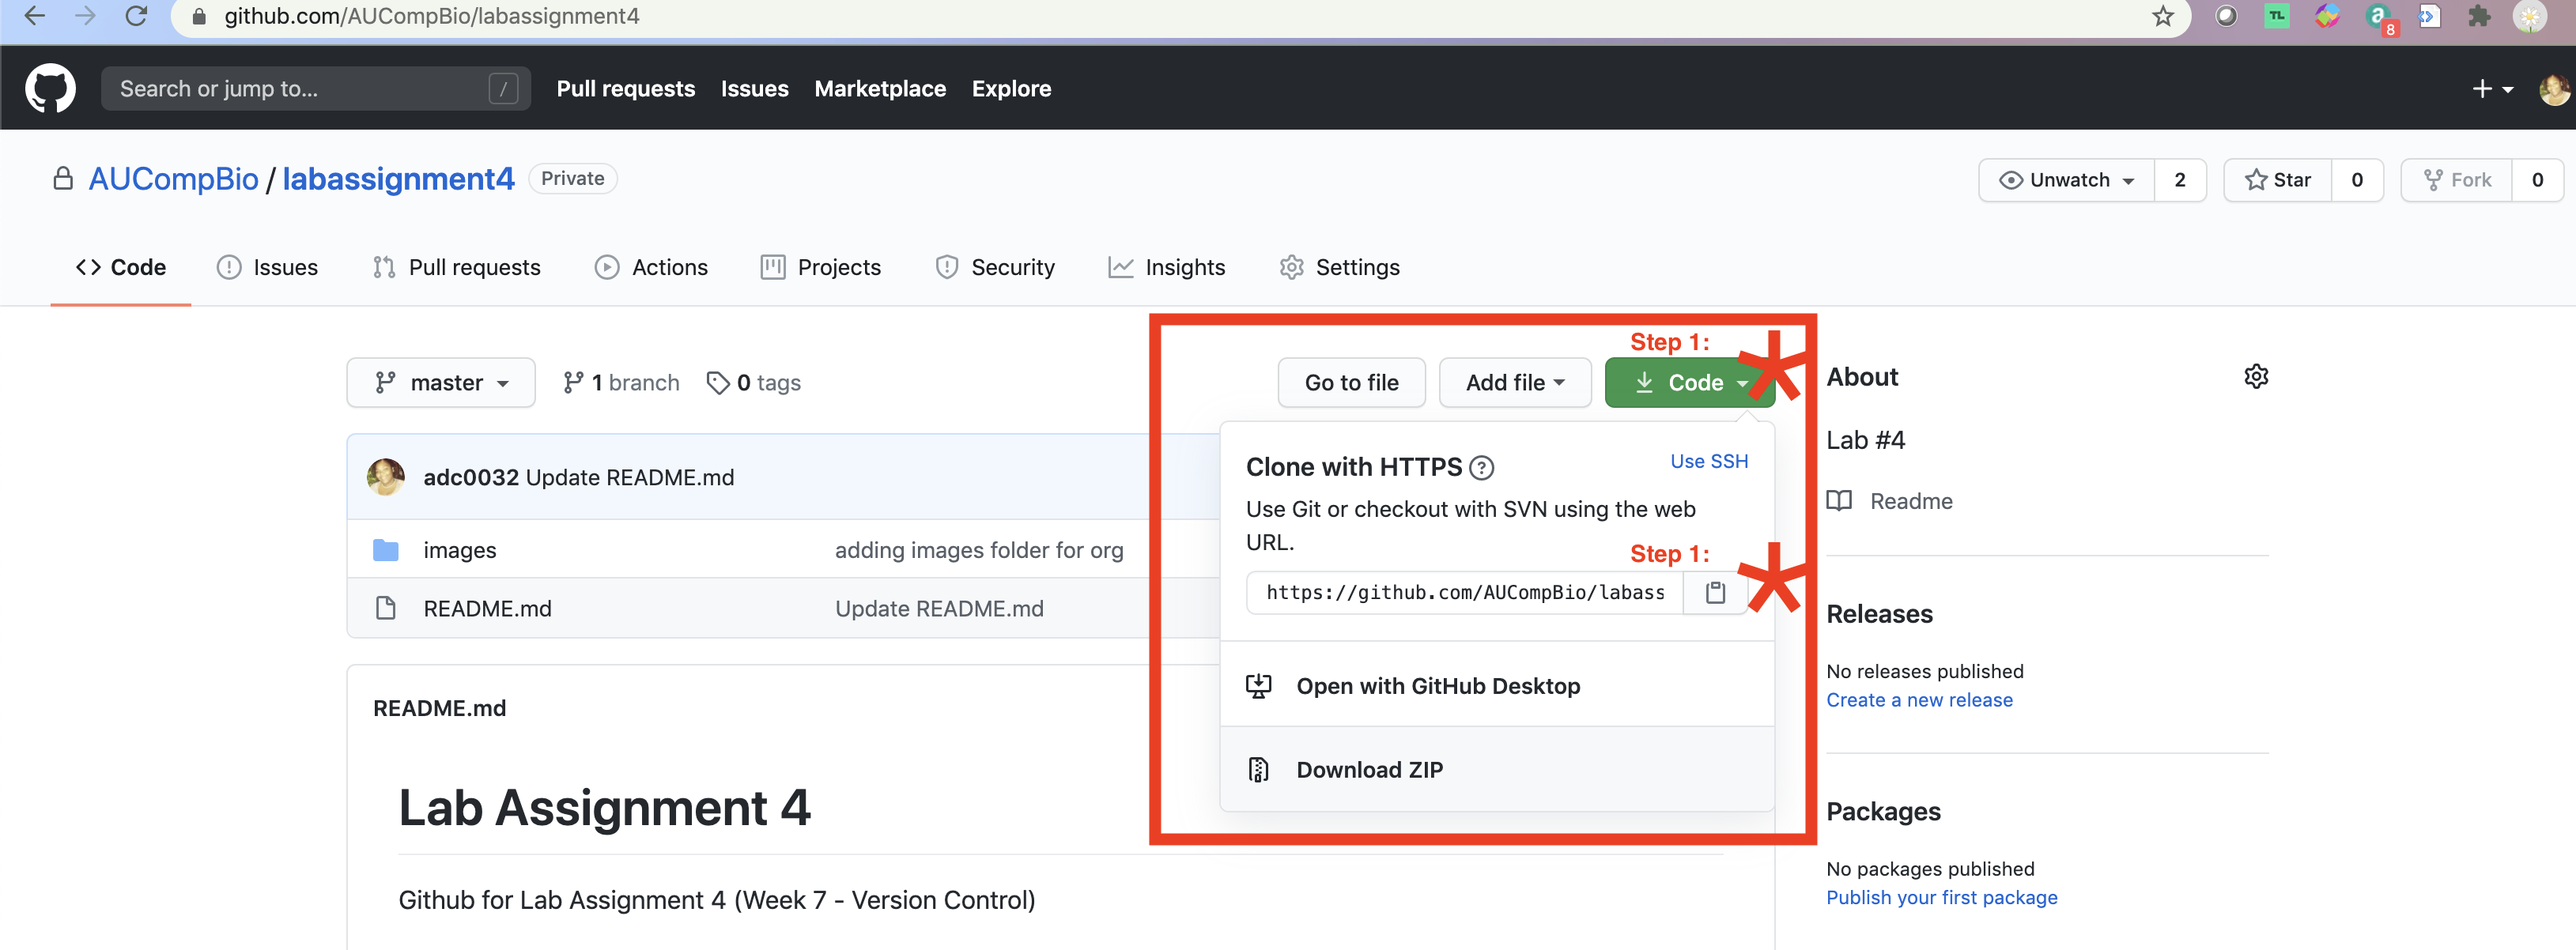 github.com/AUCompBio/labassignment4
TL
a
8
Search or jump to... /
Pull requests Issues Marketplace Explore
AUCompBio / labassignment4 Private
Unwatch 2 Star 0 Fork 0
Code Issues Pull requests Actions Projects Security Insights Settings
Step 1:
master 1 branch 0 tags Go to file Add file Code
About
Lab #4
Readme
adc0032 Update README.md
images adding images folder for org
README.md Update README.md
Clone with HTTPS ? Use SSH
Use Git or checkout with SVN using the web
URL.
Step 1:
https://github.com/AUCompBio/labass
Open with GitHub Desktop
Download ZIP
Releases
No releases published
Create a new release
Packages
No packages published
Publish your first package
README.md
Lab Assignment 4
Github for Lab Assignment 4 (Week 7 - Version Control)